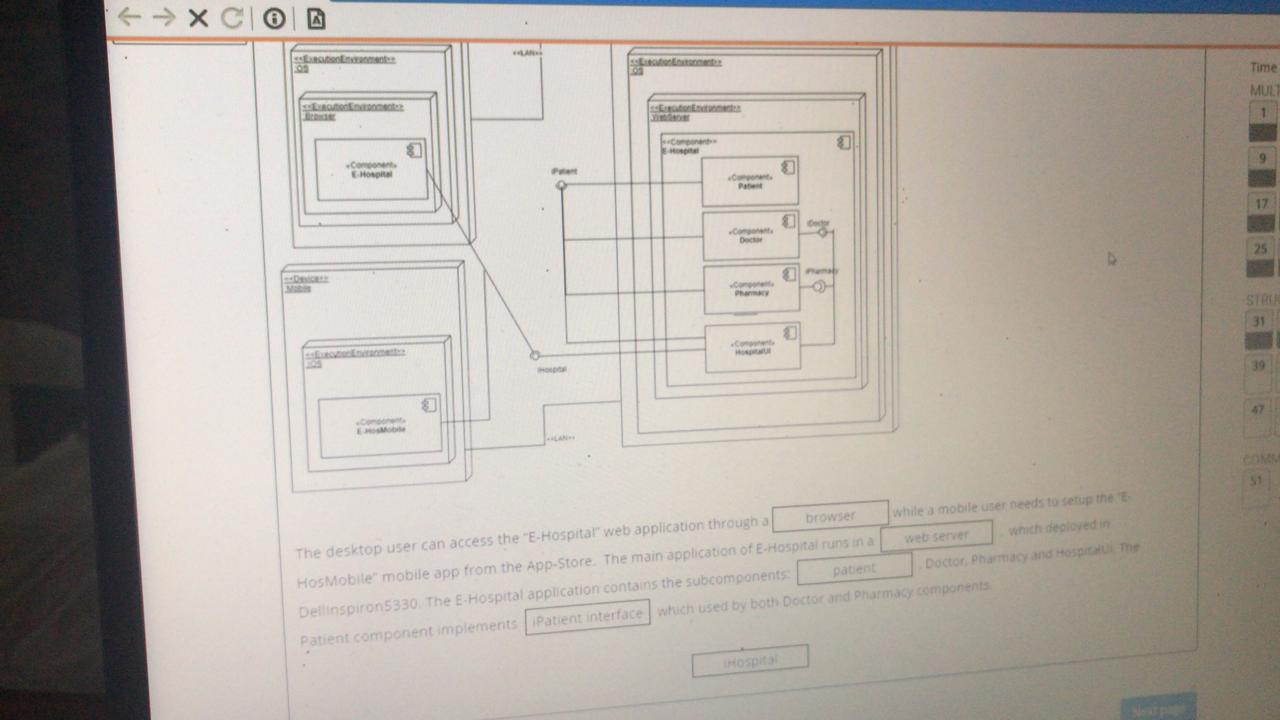 Time
<<LAN>>
<<ExecutionEnvironment>>
:OS
<<ExecutionEnvironment>>
:Browser
«Component»
E-Hospital
<<ExecutionEnvironment>>
:OS
<<ExecutionEnvironment>>
:WebServer
<<Component>>
E-Hospital
iPatient
«Component»
Patient
«Component»
Doctor
iDoctor
«Component»
Pharmacy
iPharmacy
«Component»
HospitalUI
iHospital
<<Device>>
:Mobile
<<ExecutionEnvironment>>
:iOS
«Component»
E-HosMobile
<<LAN>>
MULT
1
9
17
25
STRU
31
39
47
COMM
51
The desktop user can access the "E-Hospital" web application through a browser while a mobile user needs to setup the "E-
HosMobile" mobile app from the App-Store. The main application of E-Hospital runs in a web server , which deployed in
DellInspiron5330. The E-Hospital application contains the subcomponents: patient , Doctor, Pharmacy and HospitalUI. The
Patient component implements iPatient interface which used by both Doctor and Pharmacy components.
iHospital
Next page